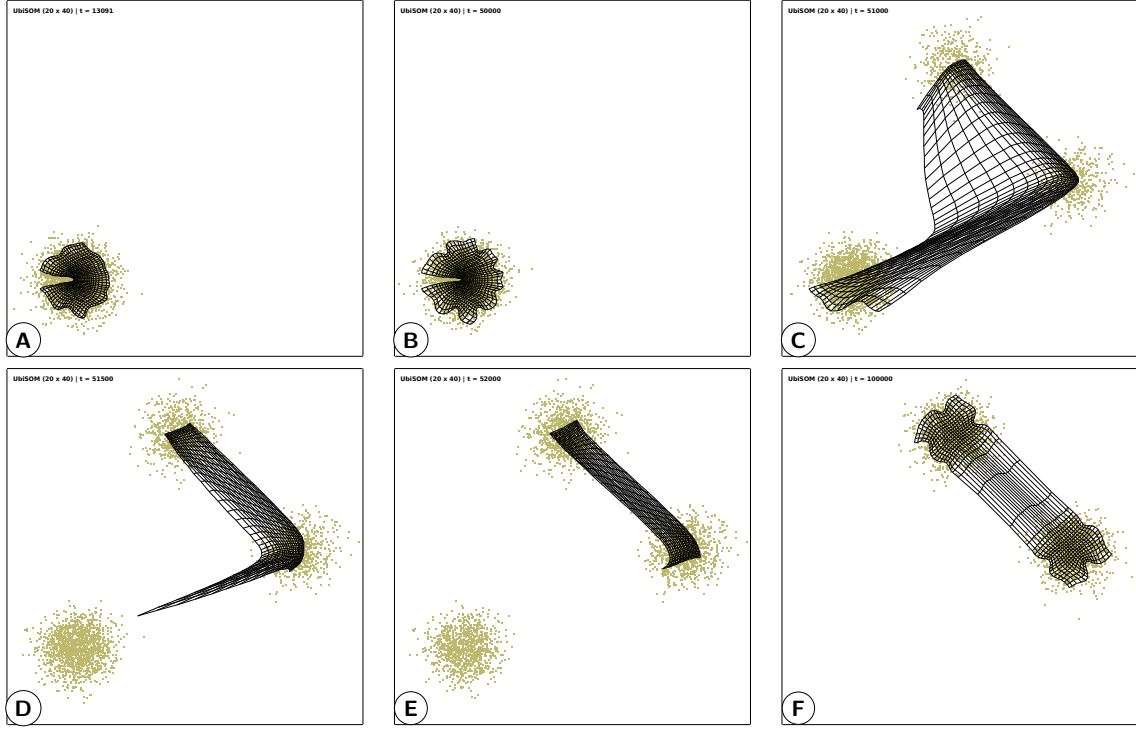 UbiSOM (20 x 40) | t = 13091
UbiSOM (20 x 40) | t = 50000
UbiSOM (20 x 40) | t = 51000
A
B
C
UbiSOM (20 x 40) | t = 51500
UbiSOM (20 x 40) | t = 52000
UbiSOM (20 x 40) | t = 100000
D
E
F